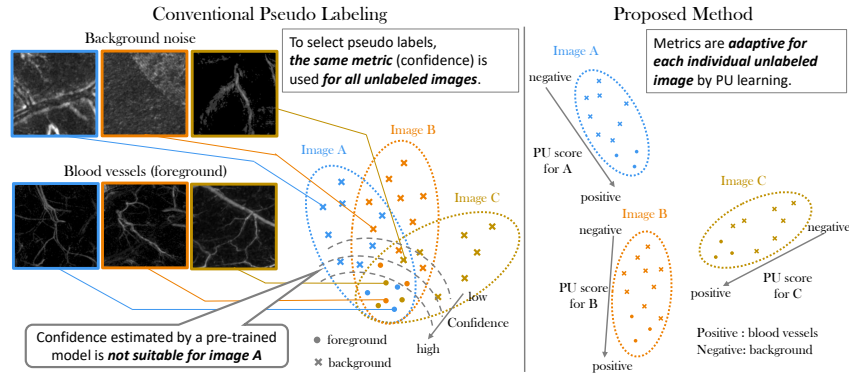 Conventional Pseudo Labeling
Background noise
To select pseudo labels,
the same metric (confidence) is
used for all unlabeled images.
Image B
Image A
Blood vessels (foreground)
Image C
low
Confidence
high
Confidence estimated by a pre-trained
model is not suitable for image A
foreground
background
Proposed Method
Image A
Metrics are adaptive for
each individual unlabeled
image by PU learning.
negative
PU score
for A
positive
Image C
Image B
negative
negative
PU score
for B
PU score
for C
positive
positive
Positive : blood vessels
Negative: background